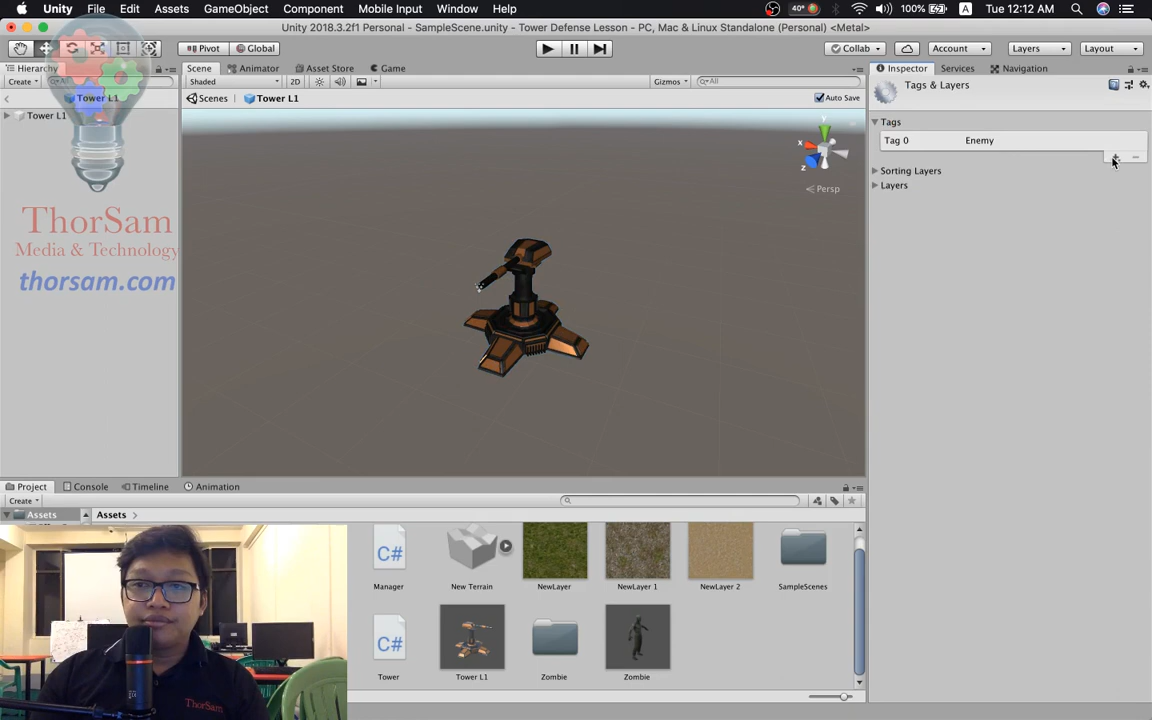 Unity File Edit Assets GameObject Component Mobile Input Window Help 40° 100% A Tue 12:12 AM
Unity 2018.3.2f1 Personal - SampleScene.unity - Tower Defense Lesson - PC, Mac & Linux Standalone (Personal) <Metal>
Pivot Global Collab Account Layers Layout
Hierarchy Scene Animator Asset Store Game Inspector Services Navigation
Create Shaded 2D Gizmos All Tags & Layers
Tower L1 Scenes Tower L1 Auto Save
Tower L1
Tags
Tag 0 Enemy
Sorting Layers
Layers
y
x
z
Persp
ThorSam
Media & Technology
thorsam.com
Project Console Timeline Animation
Create
Assets Assets
C#
Manager New Terrain NewLayer NewLayer 1 NewLayer 2 SampleScenes
C#
Tower Tower L1 Zombie Zombie
ThorSam